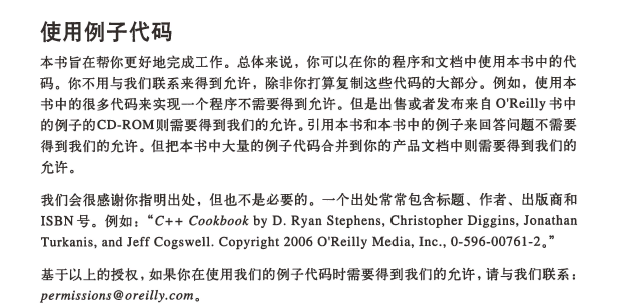 使用例子代码
本书旨在帮你更好地完成工作。总体来说，你可以在你的程序和文档中使用本书中的代
码。你不用与我们联系来得到允许，除非你打算复制这些代码的大部分。例如，使用本
书中的很多代码来实现一个程序不需要得到允许。但是出售或者发布来自 O'Reilly 书中
的例子的CD-ROM则需要得到我们的允许。引用本书和本书中的例子来回答问题不需要
得到我们的允许。但把本书中大量的例子代码合并到你的产品文档中则需要得到我们的
允许。
我们会很感谢你指明出处，但也不是必要的。一个出处常常包含标题、作者、出版商和
ISBN 号。例如：“C++ Cookbook by D. Ryan Stephens, Christopher Diggins, Jonathan
Turkanis, and Jeff Cogswell. Copyright 2006 O'Reilly Media, Inc., 0-596-00761-2。”
基于以上的授权，如果你在使用我们的例子代码时需要得到我们的允许，请与我们联系：
permissions@oreilly.com。